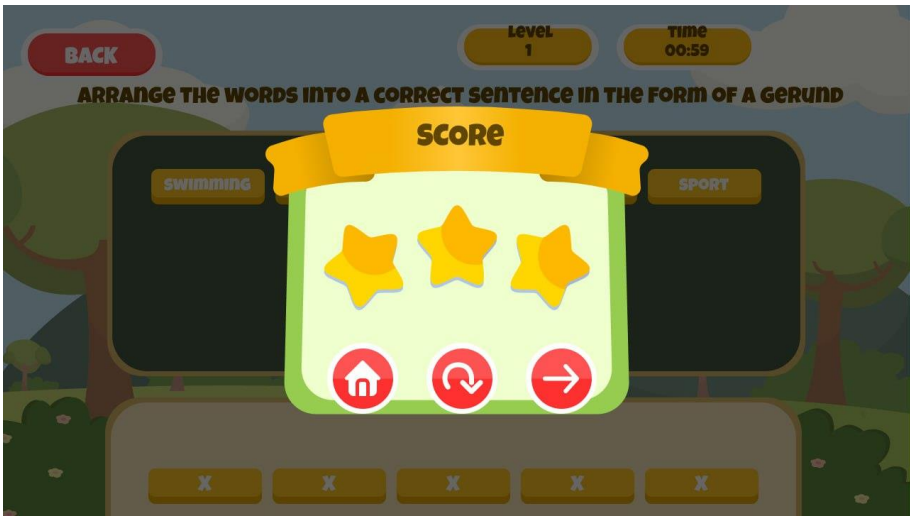 BACK
Level
1
Time
00:59
ARRANGE THE WORDS INTO A CORRECT SENTENCE IN THE FORM OF A GERUND
SCORE
SWIMMING
SPORT
X X X X X